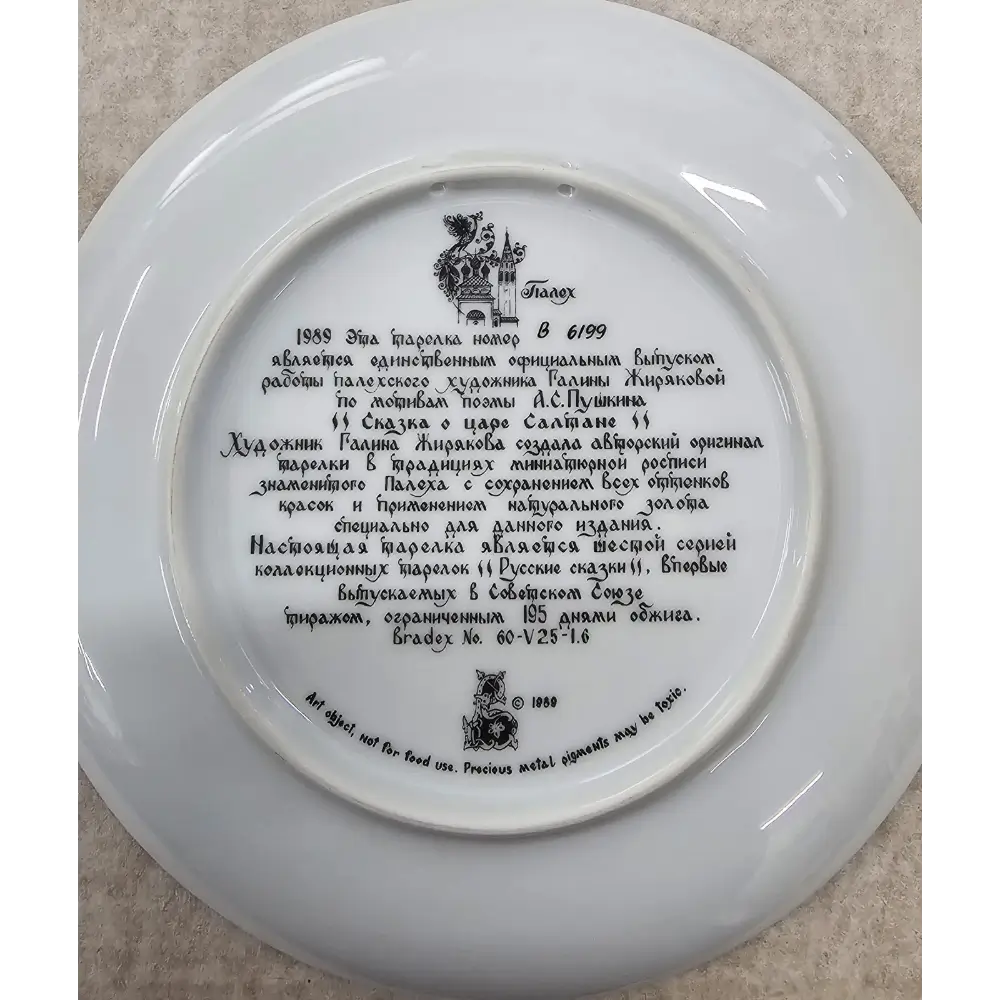 Палех
1989 Эта тарелка номер В 6199
является единственным официальным выпуском
работы палехского художника Галины Жиряковой
по мотивам поэмы А.С.Пушкина
"Сказка о царе Салтане"
Художник Галина Жирякова создала авторский оригинал
тарелки в традициях миниатюрной росписи
знаменитого Палеха с сохранением всех оттенков
красок и применением натурального золота
специально для данного издания.
Настоящая тарелка является шестой серией
коллекционных тарелок "Русские сказки", впервые
выпускаемых в Советском Союзе
тиражом, ограниченным 195 днями обжига.
Bradex No. 60-V25-1.6
© 1989
Art object, not for food use. Precious metal pigments may be toxic.